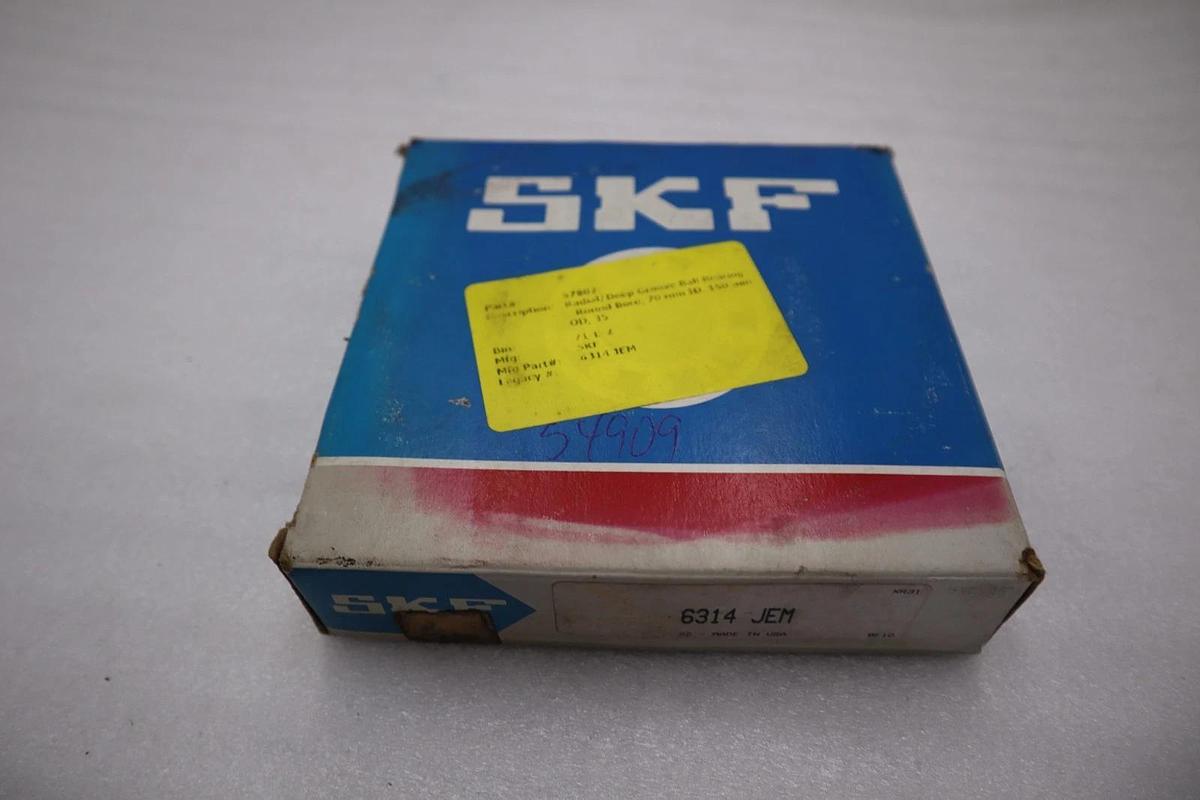 SKF
Part#: 57802
Description: Radial/Deep Groove Ball Bearing
Round Bore, 70 mm ID, 150 mm
OD, 35
Bin:
Mfg: SKF
Mfg Part#: 6314 JEM
Legacy #:
54909
SKF
XR31
6314 JEM
MADE IN USA